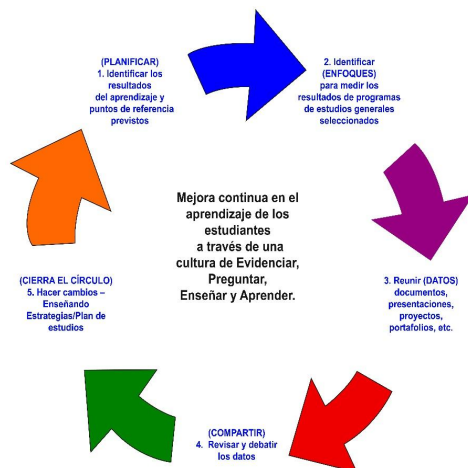 (PLANIFICAR)
1. Identificar los
resultados
del aprendizaje y
puntos de referencia
previstos
2. Identificar
(ENFOQUES)
para medir los
resultados de programas
de estudios generales
seleccionados
3. Reunir (DATOS)
documentos,
presentaciones,
proyectos,
portafolios, etc.
(COMPARTIR)
4. Revisar y debatir
los datos
(CIERRA EL CÍRCULO)
5. Hacer cambios –
Enseñando
Estrategias/Plan de
estudios
Mejora continua en el
aprendizaje de los
estudiantes
a través de una
cultura de Evidenciar,
Preguntar,
Enseñar y Aprender.